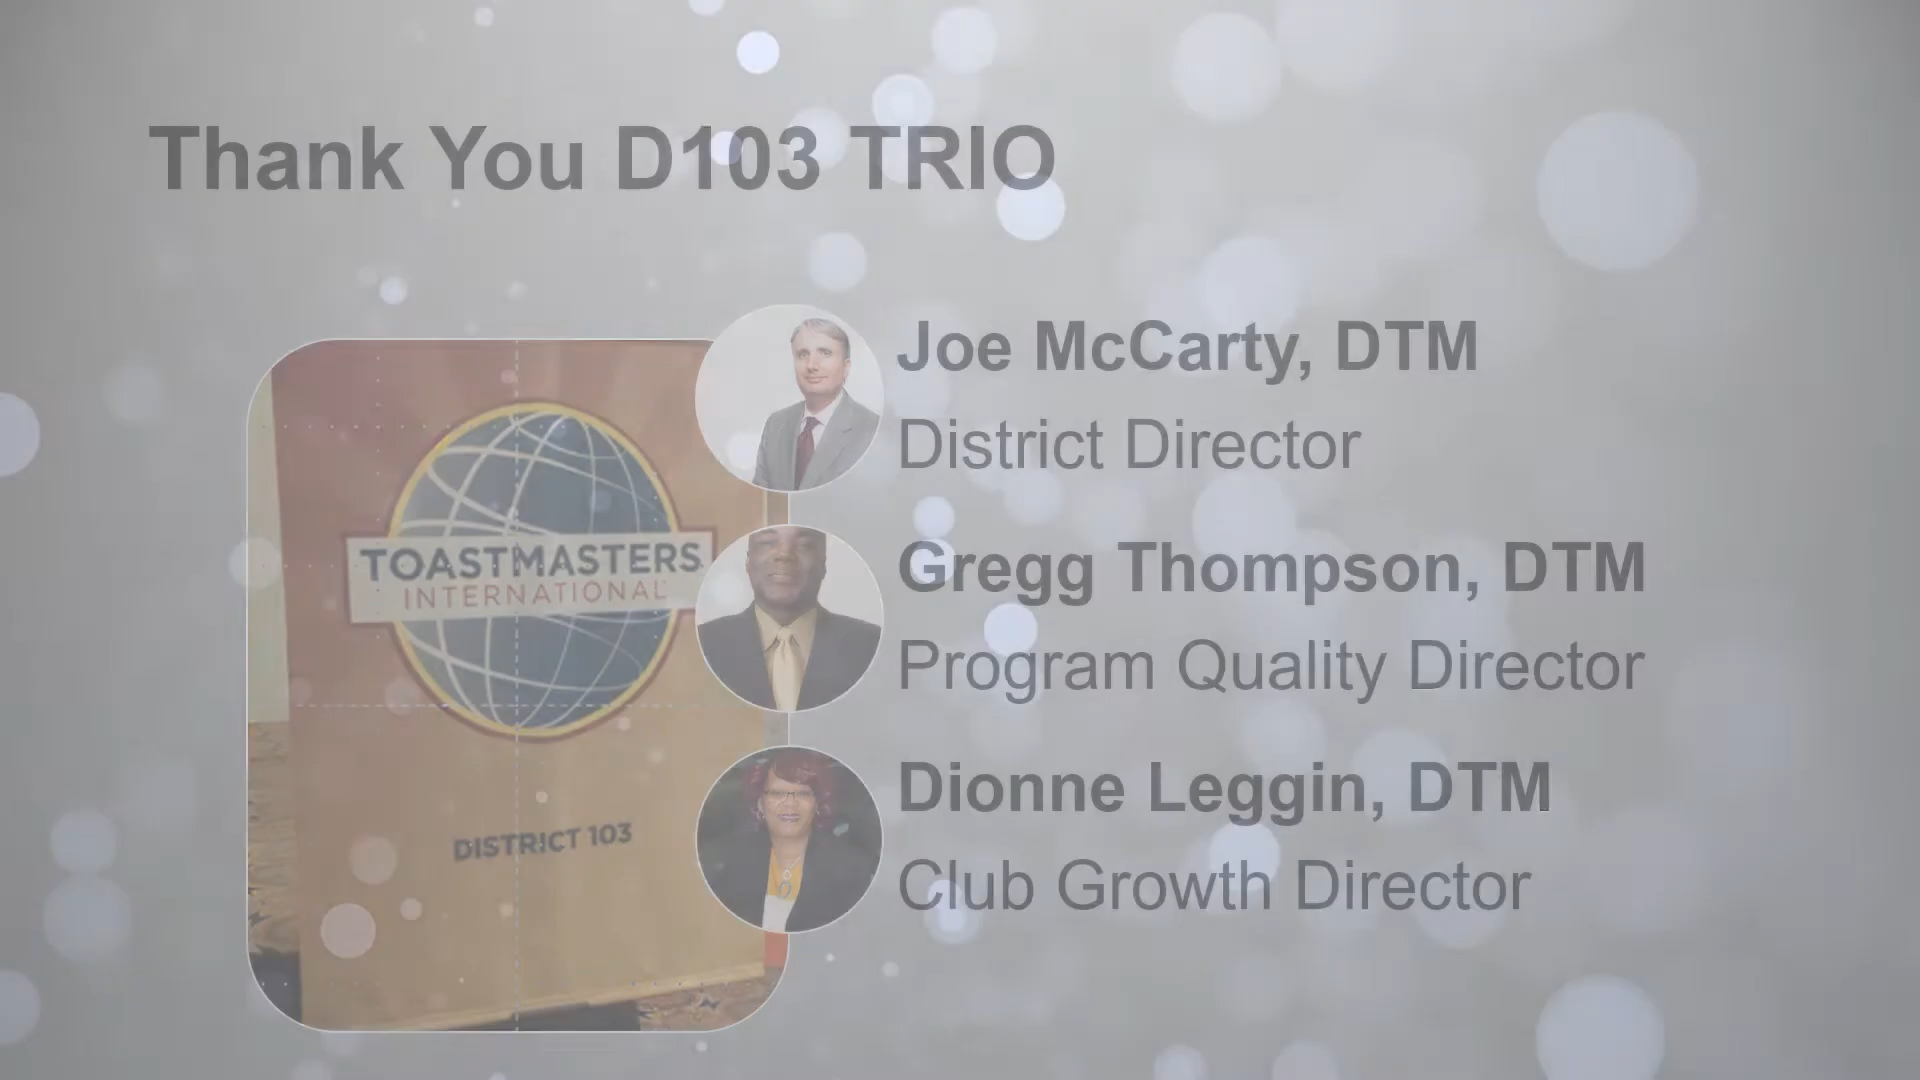 Thank You D103 TRIO
TOASTMASTERS
INTERNATIONAL
DISTRICT 103
Joe McCarty, DTM
District Director
Gregg Thompson, DTM
Program Quality Director
Dionne Leggin, DTM
Club Growth Director